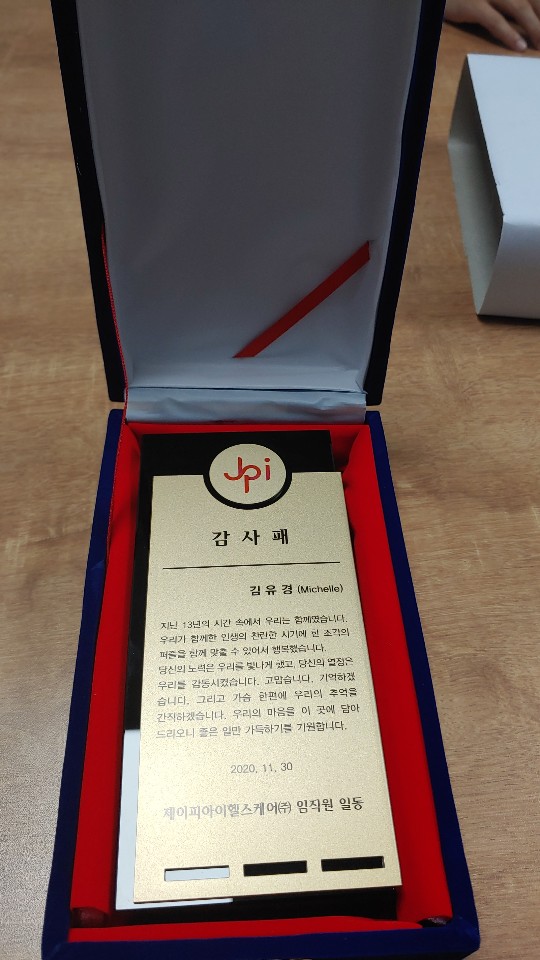 Jpi
감 사 패
김 유 경 (Michelle)
지난 13년의 시간 속에서 우리는 함께였습니다.
우리가 함께한 인생의 찬란한 시기에 한 조각의
퍼즐을 함께 맞출 수 있어서 행복했습니다.
당신의 노력은 우리를 빛나게 했고, 당신의 열정은
우리를 감동시켰습니다. 고맙습니다. 기억하겠
습니다. 그리고 가슴 한편에 우리의 추억을
간직하겠습니다. 우리의 마음을 이 곳에 담아
드리오니 좋은 일만 가득하기를 기원합니다.
2020. 11. 30
제이피아이헬스케어㈜ 임직원 일동